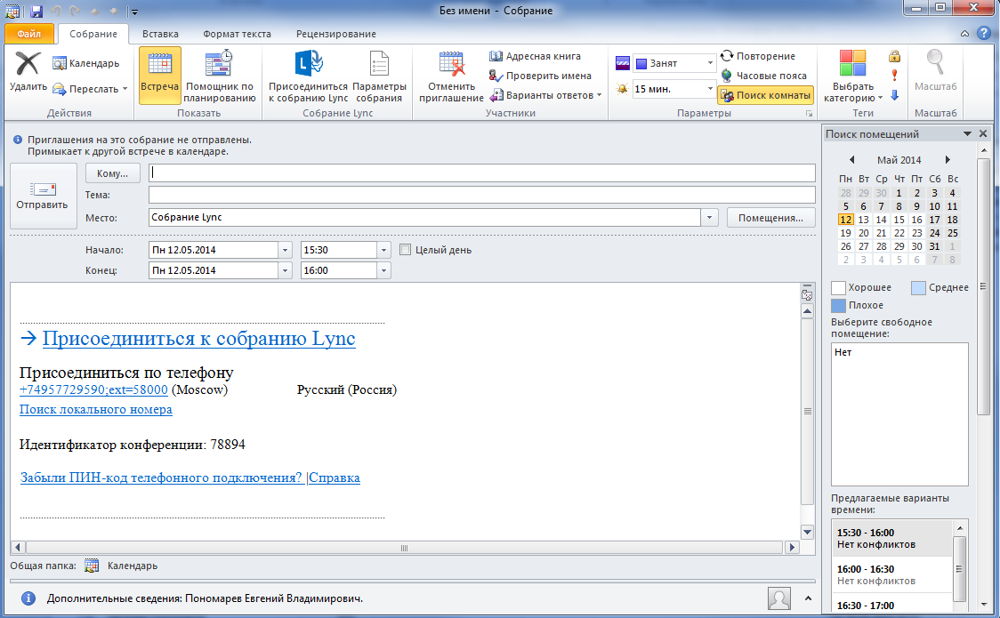 Без имени - Собрание
Файл
Собрание
Вставка
Формат текста
Рецензирование
Удалить
Календарь
Переслать
Действия
Встреча
Помощник по планированию
Показать
Присоединиться к собранию Lync
Параметры собрания
Собрание Lync
Отменить приглашение
Адресная книга
Проверить имена
Варианты ответов
Участники
Занят
15 мин.
Повторение
Часовые пояса
Поиск комнаты
Параметры
Выбрать категорию
Теги
Масштаб
Масштаб
Приглашения на это собрание не отправлены.
Примыкает к другой встрече в календаре.
Отправить
Кому...
Тема:
Место:
Собрание Lync
Помещения...
Начало:
Пн 12.05.2014
15:30
Целый день
Конец:
Пн 12.05.2014
16:00
→ Присоединиться к собранию Lync
Присоединиться по телефону
+74957729590;ext=58000 (Moscow) Русский (Россия)
Поиск локального номера
Идентификатор конференции: 78894
Забыли ПИН-код телефонного подключения? |Справка
Общая папка: Календарь
Дополнительные сведения: Пономарев Евгений Владимирович.
Поиск помещений
Май 2014
Пн Вт Ср Чт Пт Сб Вс
28 29 30 1 2 3 4
5 6 7 8 9 10 11
12 13 14 15 16 17 18
19 20 21 22 23 24 25
26 27 28 29 30 31 1
2 3 4 5 6 7 8
Хорошее
Среднее
Плохое
Выберите свободное
помещение:
Нет
Предлагаемые варианты
времени:
15:30 - 16:00
Нет конфликтов
16:00 - 16:30
Нет конфликтов
16:30 - 17:00